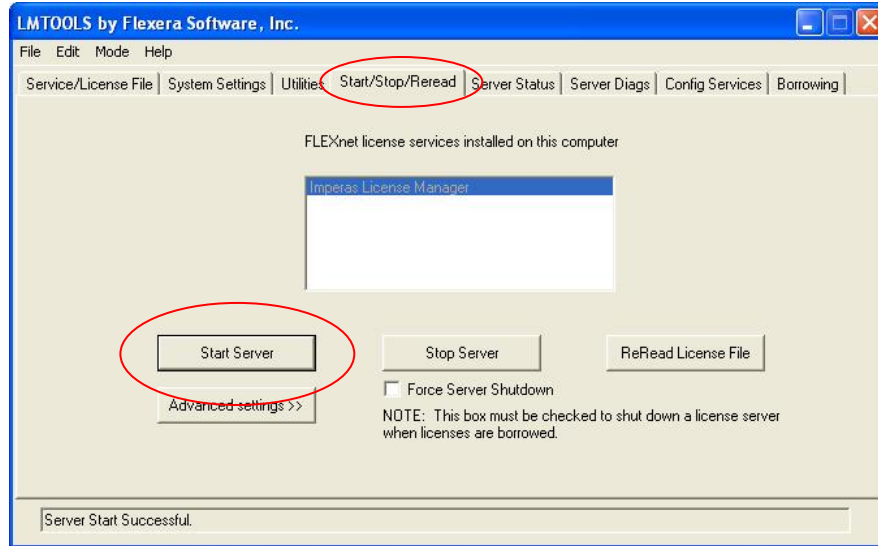 LMTOOLS by Flexera Software, Inc.
File Edit Mode Help
Service/License File System Settings Utilities Start/Stop/Reread Server Status Server Diags Config Services Borrowing
FLEXnet license services installed on this computer
Imperas License Manager
Start Server Stop Server ReRead License File
Advanced settings >> Force Server Shutdown
NOTE: This box must be checked to shut down a license server
when licenses are borrowed.
Server Start Successful.